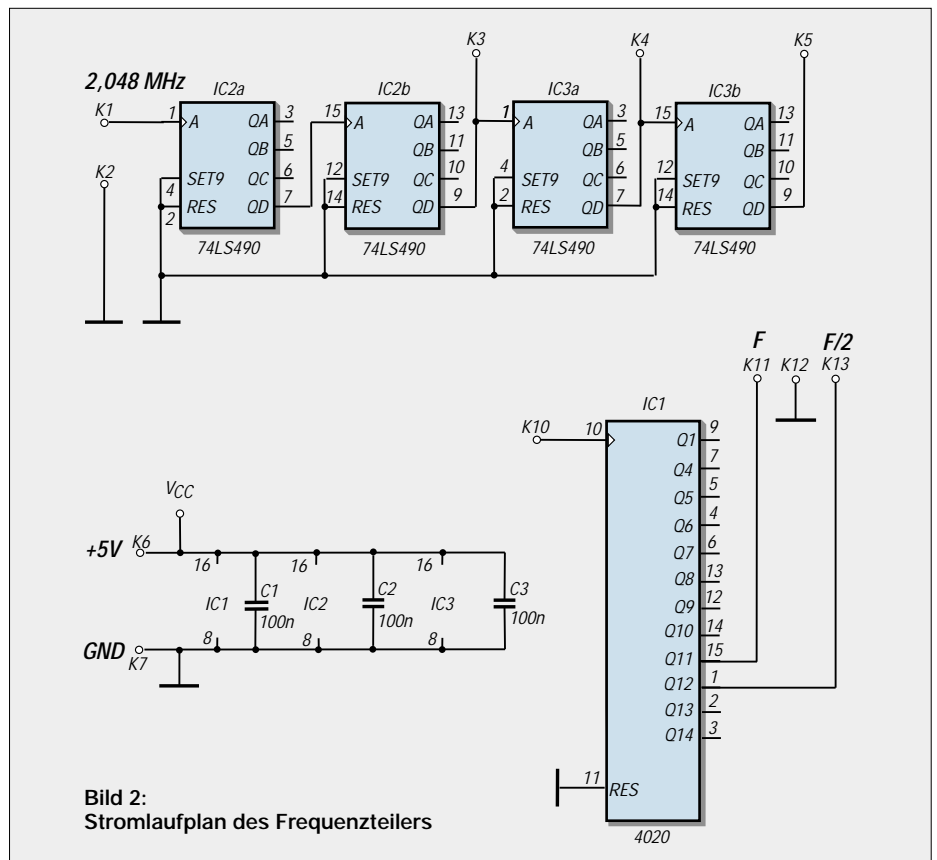 K3
K4
K5
2,048 MHz
IC2a
IC2b
IC3a
IC3b
K1
1
A
QA
3
QB
5
QC
6
QD
7
4
SET9
2
RES
74LS490
15
A
QA
13
QB
11
QC
10
QD
9
12
SET9
14
RES
74LS490
1
A
QA
3
QB
5
QC
6
QD
7
4
SET9
2
RES
74LS490
15
A
QA
13
QB
11
QC
10
QD
9
12
SET9
14
RES
74LS490
K2
F
F/2
K11
K12
K13
IC1
K10
10
Q1
9
Q4
7
Q5
5
Q6
4
Q7
6
Q8
13
Q9
12
Q10
14
Q11
15
Q12
1
Q13
2
Q14
3
11
RES
4020
VCC
+5V
K6
16
16
16
IC1
C1
100n
IC2
C2
100n
IC3
C3
100n
8
8
8
GND
K7
Bild 2:
Stromlaufplan des Frequenzteilers